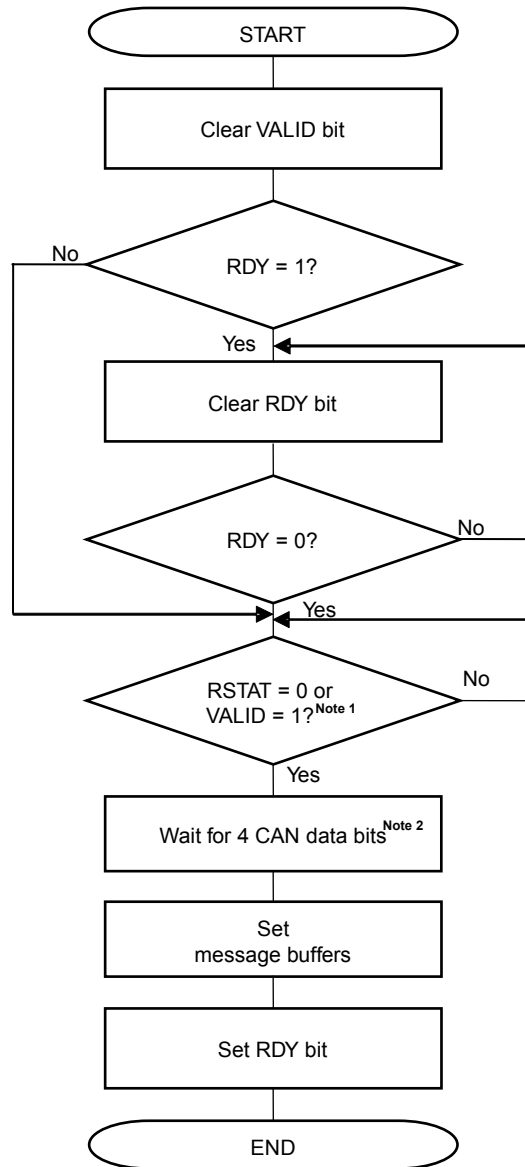 START
Clear VALID bit
No
RDY = 1?
Yes
Clear RDY bit
RDY = 0?
No
Yes
RSTAT = 0 or
VALID = 1?Note 1
No
Yes
Wait for 4 CAN data bitsNote 2
Set
message buffers
Set RDY bit
END